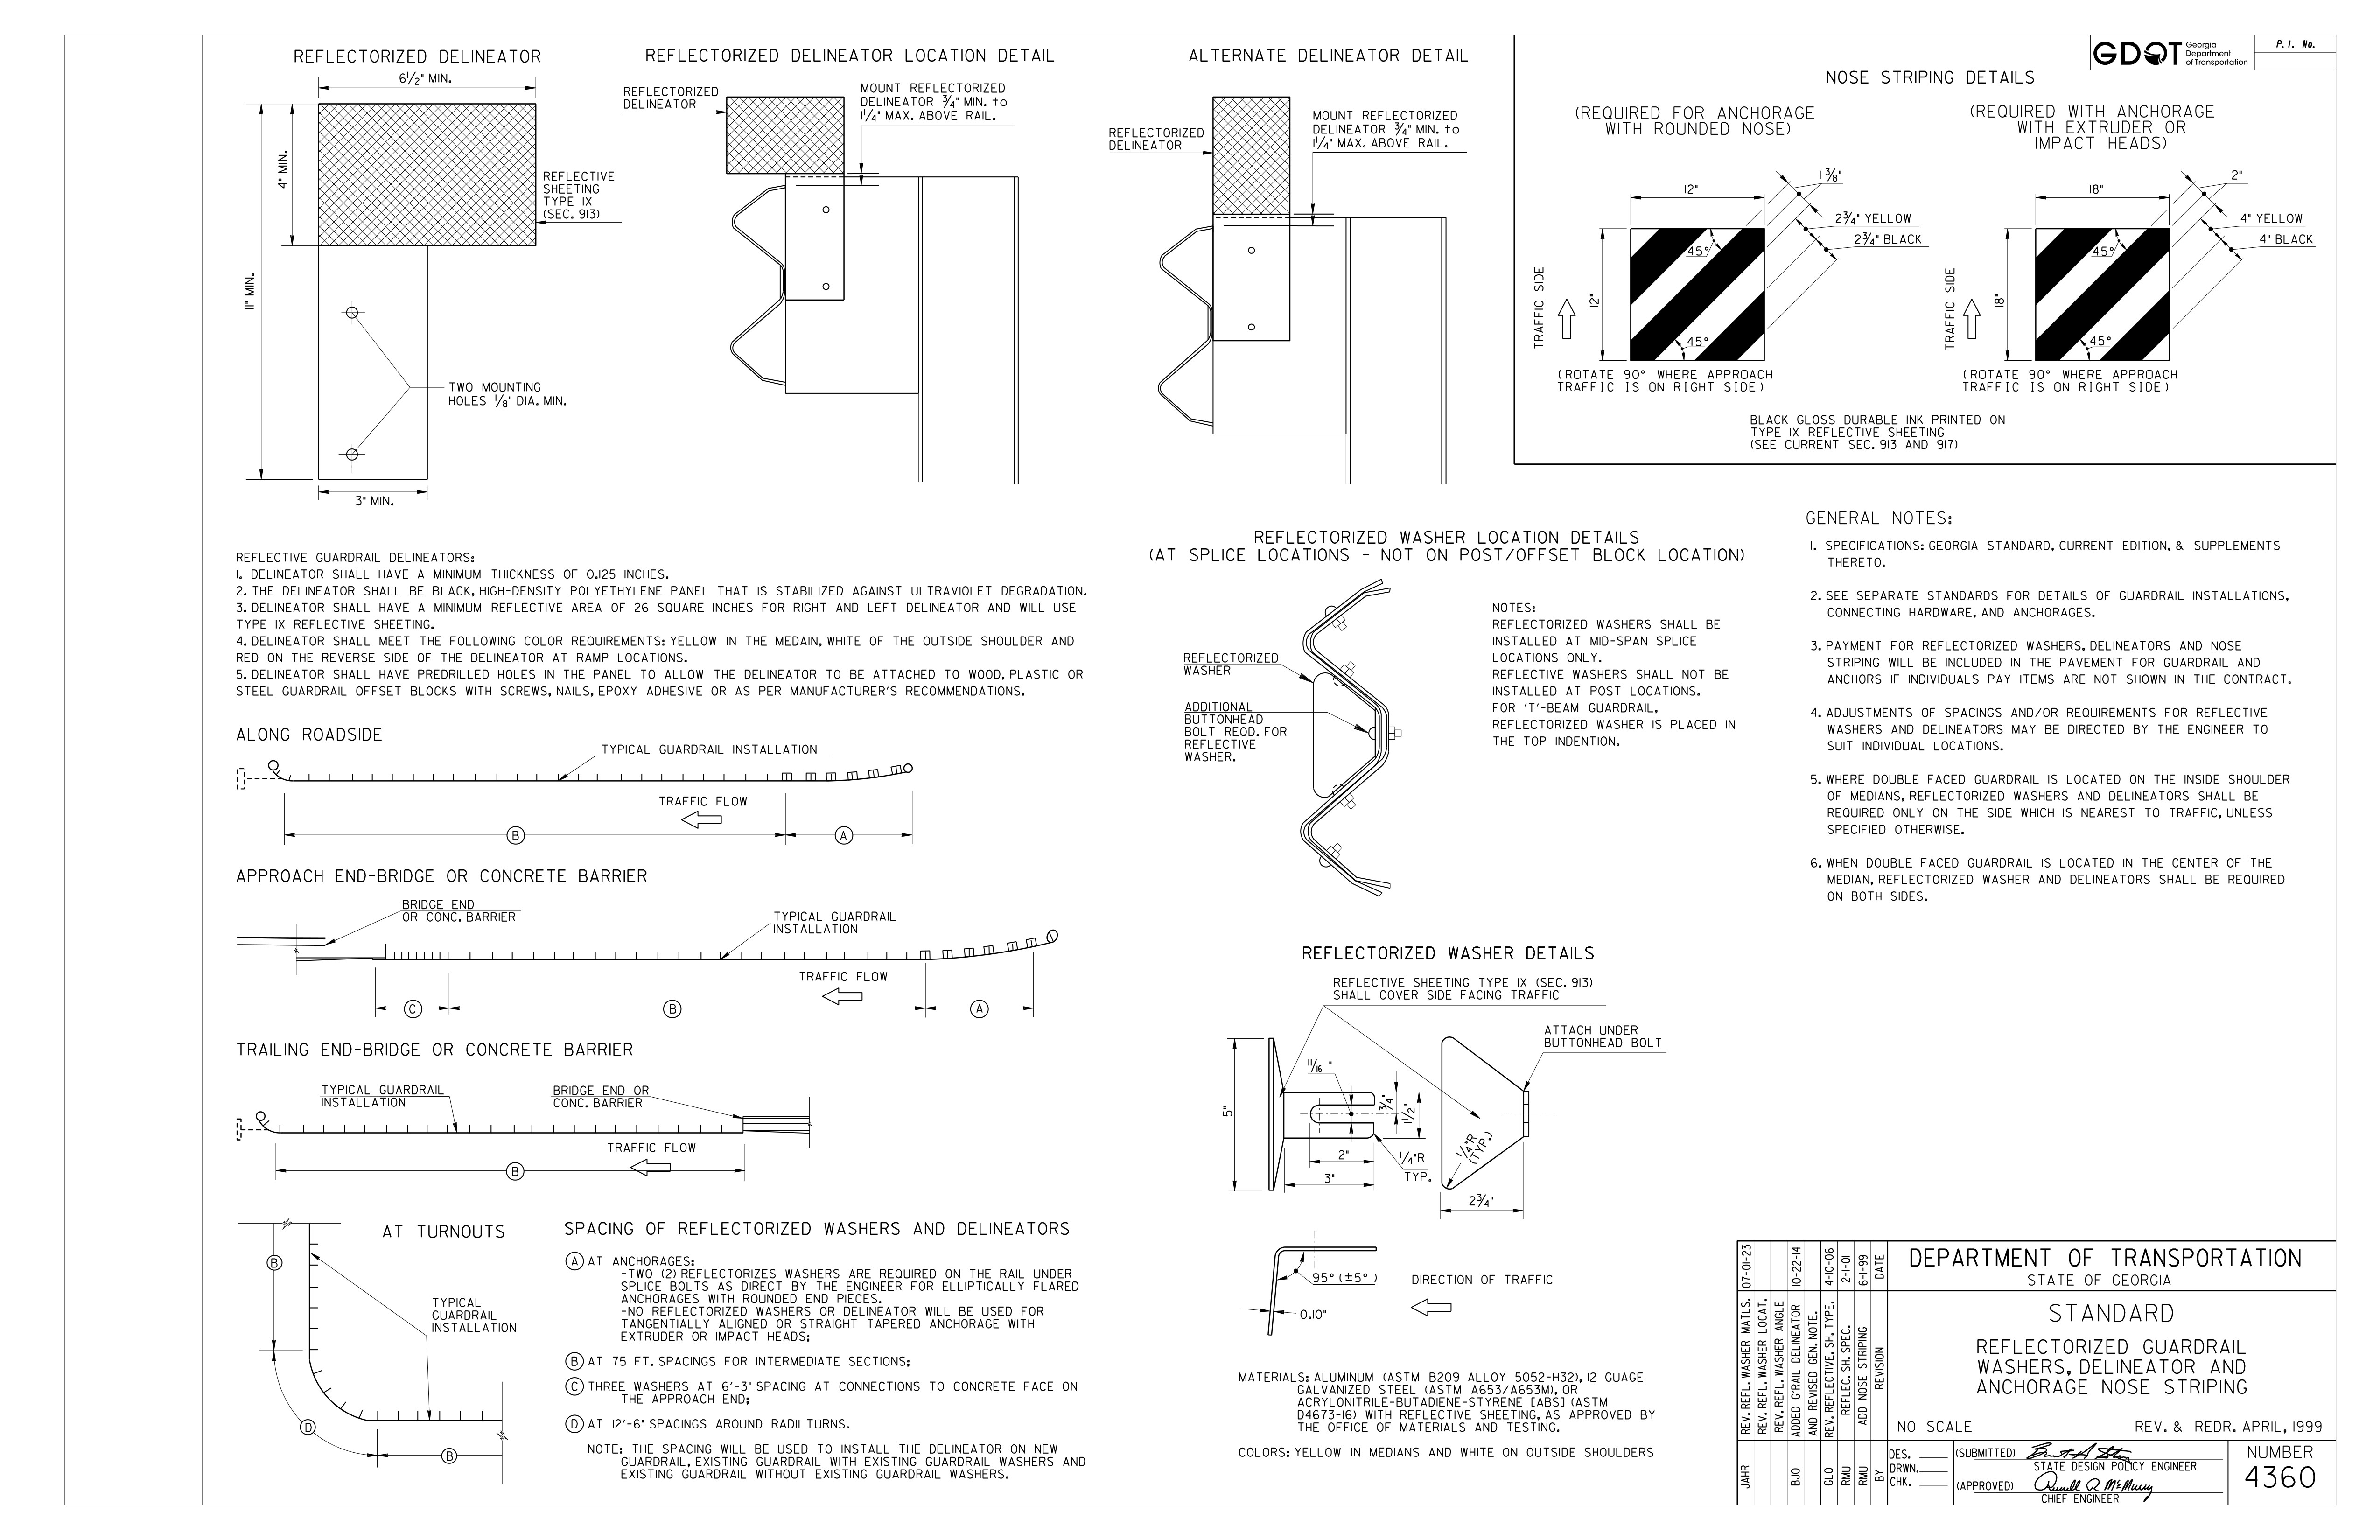 GDOT Georgia
Department
of Transportation
P. I. No.
REFLECTORIZED DELINEATOR
6 1/2" MIN.
4" MIN.
11" MIN.
REFLECTIVE
SHEETING
TYPE IX
(SEC. 913)
TWO MOUNTING
HOLES 1/8" DIA. MIN.
3" MIN.
REFLECTORIZED DELINEATOR LOCATION DETAIL
REFLECTORIZED
DELINEATOR
MOUNT REFLECTORIZED
DELINEATOR 3/4" MIN. to
1 1/4" MAX. ABOVE RAIL.
ALTERNATE DELINEATOR DETAIL
REFLECTORIZED
DELINEATOR
MOUNT REFLECTORIZED
DELINEATOR 3/4" MIN. to
1 1/4" MAX. ABOVE RAIL.
NOSE STRIPING DETAILS
(REQUIRED FOR ANCHORAGE
WITH ROUNDED NOSE)
12"
1 3/8"
2 3/4" YELLOW
2 3/4" BLACK
45°
45°
12"
TRAFFIC SIDE
(ROTATE 90° WHERE APPROACH
TRAFFIC IS ON RIGHT SIDE)
(REQUIRED WITH ANCHORAGE
WITH EXTRUDER OR
IMPACT HEADS)
18"
2"
4" YELLOW
4" BLACK
45°
45°
18"
TRAFFIC SIDE
(ROTATE 90° WHERE APPROACH
TRAFFIC IS ON RIGHT SIDE)
BLACK GLOSS DURABLE INK PRINTED ON
TYPE IX REFLECTIVE SHEETING
(SEE CURRENT SEC. 913 AND 917)
REFLECTIVE GUARDRAIL DELINEATORS:
1. DELINEATOR SHALL HAVE A MINIMUM THICKNESS OF 0.125 INCHES.
2. THE DELINEATOR SHALL BE BLACK, HIGH-DENSITY POLYETHYLENE PANEL THAT IS STABILIZED AGAINST ULTRAVIOLET DEGRADATION.
3. DELINEATOR SHALL HAVE A MINIMUM REFLECTIVE AREA OF 26 SQUARE INCHES FOR RIGHT AND LEFT DELINEATOR AND WILL USE
TYPE IX REFLECTIVE SHEETING.
4. DELINEATOR SHALL MEET THE FOLLOWING COLOR REQUIREMENTS: YELLOW IN THE MEDAIN, WHITE OF THE OUTSIDE SHOULDER AND
RED ON THE REVERSE SIDE OF THE DELINEATOR AT RAMP LOCATIONS.
5. DELINEATOR SHALL HAVE PREDRILLED HOLES IN THE PANEL TO ALLOW THE DELINEATOR TO BE ATTACHED TO WOOD, PLASTIC OR
STEEL GUARDRAIL OFFSET BLOCKS WITH SCREWS, NAILS, EPOXY ADHESIVE OR AS PER MANUFACTURER'S RECOMMENDATIONS.
ALONG ROADSIDE
TYPICAL GUARDRAIL INSTALLATION
TRAFFIC FLOW
B
A
APPROACH END-BRIDGE OR CONCRETE BARRIER
BRIDGE END
OR CONC. BARRIER
TYPICAL GUARDRAIL
INSTALLATION
TRAFFIC FLOW
C
B
A
TRAILING END-BRIDGE OR CONCRETE BARRIER
TYPICAL GUARDRAIL
INSTALLATION
BRIDGE END OR
CONC. BARRIER
TRAFFIC FLOW
B
AT TURNOUTS
B
TYPICAL
GUARDRAIL
INSTALLATION
D
B
SPACING OF REFLECTORIZED WASHERS AND DELINEATORS
A AT ANCHORAGES:
-TWO (2) REFLECTORIZES WASHERS ARE REQUIRED ON THE RAIL UNDER
SPLICE BOLTS AS DIRECT BY THE ENGINEER FOR ELLIPTICALLY FLARED
ANCHORAGES WITH ROUNDED END PIECES.
-NO REFLECTORIZED WASHERS OR DELINEATOR WILL BE USED FOR
TANGENTIALLY ALIGNED OR STRAIGHT TAPERED ANCHORAGE WITH
EXTRUDER OR IMPACT HEADS;
B AT 75 FT. SPACINGS FOR INTERMEDIATE SECTIONS;
C THREE WASHERS AT 6'-3" SPACING AT CONNECTIONS TO CONCRETE FACE ON
THE APPROACH END;
D AT 12'-6" SPACINGS AROUND RADII TURNS.
NOTE: THE SPACING WILL BE USED TO INSTALL THE DELINEATOR ON NEW
GUARDRAIL, EXISTING GUARDRAIL WITH EXISTING GUARDRAIL WASHERS AND
EXISTING GUARDRAIL WITHOUT EXISTING GUARDRAIL WASHERS.
REFLECTORIZED WASHER LOCATION DETAILS
(AT SPLICE LOCATIONS - NOT ON POST/OFFSET BLOCK LOCATION)
REFLECTORIZED
WASHER
ADDITIONAL
BUTTONHEAD
BOLT REQD. FOR
REFLECTIVE
WASHER.
NOTES:
REFLECTORIZED WASHERS SHALL BE
INSTALLED AT MID-SPAN SPLICE
LOCATIONS ONLY.
REFLECTIVE WASHERS SHALL NOT BE
INSTALLED AT POST LOCATIONS.
FOR 'T'-BEAM GUARDRAIL,
REFLECTORIZED WASHER IS PLACED IN
THE TOP INDENTION.
REFLECTORIZED WASHER DETAILS
REFLECTIVE SHEETING TYPE IX (SEC. 913)
SHALL COVER SIDE FACING TRAFFIC
ATTACH UNDER
BUTTONHEAD BOLT
5"
11/16 "
3/4"
1 1/2"
2"
3"
1/4"R
TYP.
1/4"R
(TYP.)
2 3/4"
95° (±5° )
0.10"
DIRECTION OF TRAFFIC
MATERIALS: ALUMINUM (ASTM B209 ALLOY 5052-H32), 12 GUAGE
GALVANIZED STEEL (ASTM A653/A653M), OR
ACRYLONITRILE-BUTADIENE-STYRENE [ABS] (ASTM
D4673-16) WITH REFLECTIVE SHEETING, AS APPROVED BY
THE OFFICE OF MATERIALS AND TESTING.
COLORS: YELLOW IN MEDIANS AND WHITE ON OUTSIDE SHOULDERS
GENERAL NOTES:
1. SPECIFICATIONS: GEORGIA STANDARD, CURRENT EDITION, & SUPPLEMENTS
THERETO.
2. SEE SEPARATE STANDARDS FOR DETAILS OF GUARDRAIL INSTALLATIONS,
CONNECTING HARDWARE, AND ANCHORAGES.
3. PAYMENT FOR REFLECTORIZED WASHERS, DELINEATORS AND NOSE
STRIPING WILL BE INCLUDED IN THE PAVEMENT FOR GUARDRAIL AND
ANCHORS IF INDIVIDUALS PAY ITEMS ARE NOT SHOWN IN THE CONTRACT.
4. ADJUSTMENTS OF SPACINGS AND/OR REQUIREMENTS FOR REFLECTIVE
WASHERS AND DELINEATORS MAY BE DIRECTED BY THE ENGINEER TO
SUIT INDIVIDUAL LOCATIONS.
5. WHERE DOUBLE FACED GUARDRAIL IS LOCATED ON THE INSIDE SHOULDER
OF MEDIANS, REFLECTORIZED WASHERS AND DELINEATORS SHALL BE
REQUIRED ONLY ON THE SIDE WHICH IS NEAREST TO TRAFFIC, UNLESS
SPECIFIED OTHERWISE.
6. WHEN DOUBLE FACED GUARDRAIL IS LOCATED IN THE CENTER OF THE
MEDIAN, REFLECTORIZED WASHER AND DELINEATORS SHALL BE REQUIRED
ON BOTH SIDES.
JAHR REV. REFL. WASHER MATLS. 07-01-23
REV. REFL. WASHER LOCAT.
REV. REFL. WASHER ANGLE
BJQ ADDED G'RAIL DELINEATOR 10-22-14
AND REVISED GEN. NOTE.
GLO REV. REFLECTIVE. SH. TYPE. 4-10-06
RMU REFLEC. SH. SPEC. 2-1-01
RMU ADD NOSE STRIPING 6-1-99
BY REVISION DATE
DEPARTMENT OF TRANSPORTATION
STATE OF GEORGIA
STANDARD
REFLECTORIZED GUARDRAIL
WASHERS, DELINEATOR AND
ANCHORAGE NOSE STRIPING
NO SCALE REV. & REDR. APRIL, 1999
DES.
DRWN.
CHK.
(SUBMITTED)
STATE DESIGN POLICY ENGINEER
(APPROVED)
CHIEF ENGINEER
NUMBER
4360